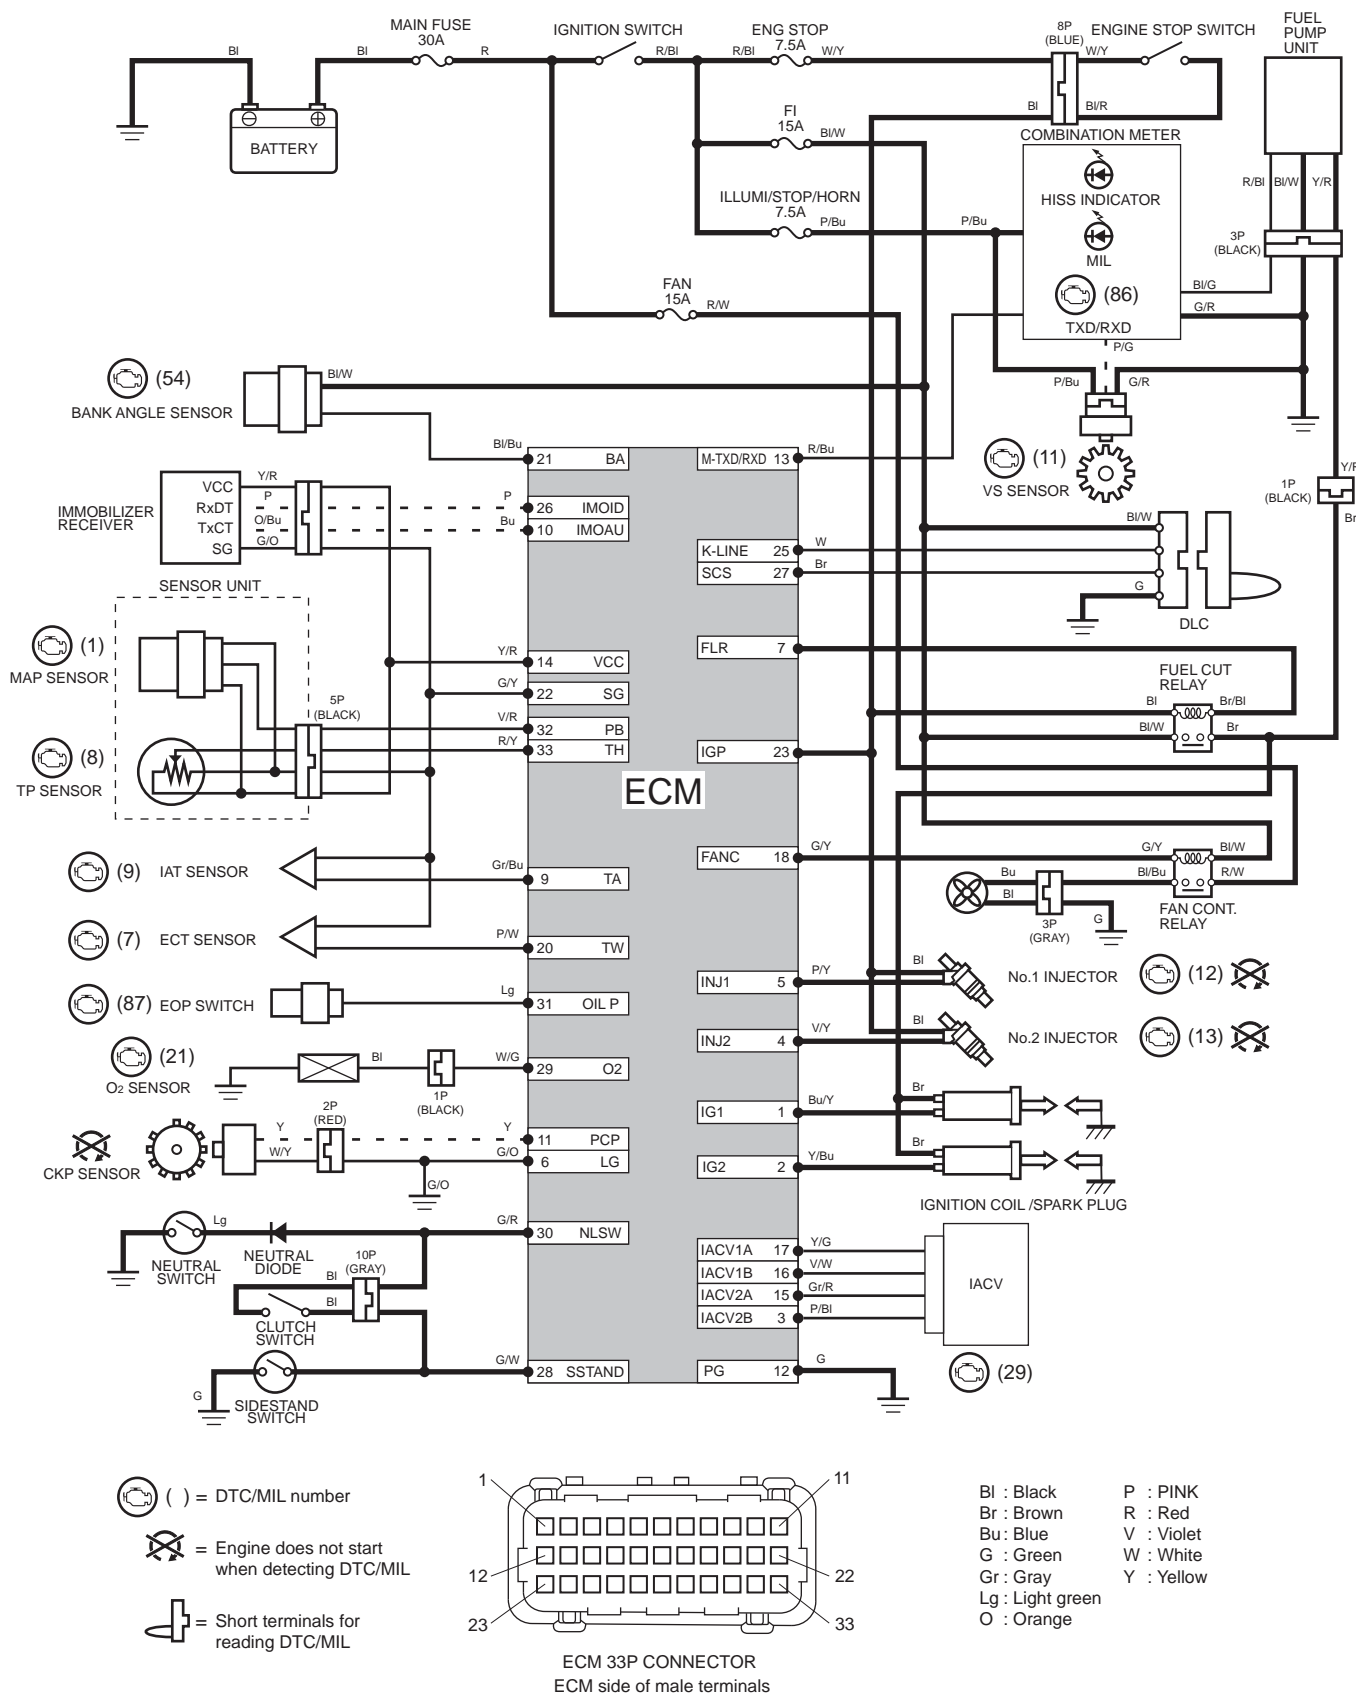 MAIN FUSE
30A
IGNITION SWITCH
ENG STOP
7.5A
8P
(BLUE)
ENGINE STOP SWITCH
FUEL
PUMP
UNIT
Bl
Bl
R
R/Bl
R/Bl
W/Y
W/Y
BATTERY
Bl
Bl/R
FI
15A
Bl/W
COMBINATION METER
HISS INDICATOR
MIL
(86)
TXD/RXD
ILLUMI/STOP/HORN
7.5A
P/Bu
P/Bu
R/Bl
Bl/W
Y/R
3P
(BLACK)
Bl/G
G/R
FAN
15A
R/W
P/G
P/Bu
G/R
(54)
BANK ANGLE SENSOR
Bl/W
Bl/Bu
21 BA
M-TXD/RXD 13
R/Bu
(11)
VS SENSOR
Y/R
1P
(BLACK)
Br
IMMOBILIZER
RECEIVER
VCC
RxDT
TxCT
SG
Y/R
P
O/Bu
G/O
P
Bu
26 IMOID
10 IMOAU
K-LINE 25
SCS 27
W
Br
Bl/W
G
DLC
SENSOR UNIT
(1)
MAP SENSOR
(8)
TP SENSOR
5P
(BLACK)
Y/R
14 VCC
G/Y
22 SG
V/R
32 PB
R/Y
33 TH
ECM
FLR 7
FUEL CUT
RELAY
Bl
Br/Bl
Bl/W
Br
IGP 23
(9) IAT SENSOR
Gr/Bu
9 TA
FANC 18
G/Y
G/Y
Bl/W
Bl/Bu
R/W
FAN CONT.
RELAY
Bu
Bl
3P
(GRAY)
G
(7) ECT SENSOR
P/W
20 TW
(87) EOP SWITCH
Lg
31 OIL P
INJ1 5
P/Y
Bl
No.1 INJECTOR
(12)
INJ2 4
V/Y
Bl
No.2 INJECTOR
(13)
(21)
O2 SENSOR
Bl
1P
(BLACK)
W/G
29 O2
CKP SENSOR
2P
(RED)
Y
W/Y
Y
G/O
G/O
11 PCP
6 LG
IG1 1
Bu/Y
Br
IG2 2
Y/Bu
Br
IGNITION COIL /SPARK PLUG
NEUTRAL
SWITCH
Lg
NEUTRAL
DIODE
10P
(GRAY)
G/R
30 NLSW
Bl
Bl
CLUTCH
SWITCH
G
SIDESTAND
SWITCH
G/W
28 SSTAND
IACV1A 17
IACV1B 16
IACV2A 15
IACV2B 3
Y/G
V/W
Gr/R
P/Bl
IACV
(29)
PG 12
G
( ) = DTC/MIL number
= Engine does not start
when detecting DTC/MIL
= Short terminals for
reading DTC/MIL
1
11
12
22
23
33
ECM 33P CONNECTOR
ECM side of male terminals
Bl : Black
Br : Brown
Bu : Blue
G : Green
Gr : Gray
Lg : Light green
O : Orange
P : PINK
R : Red
V : Violet
W : White
Y : Yellow